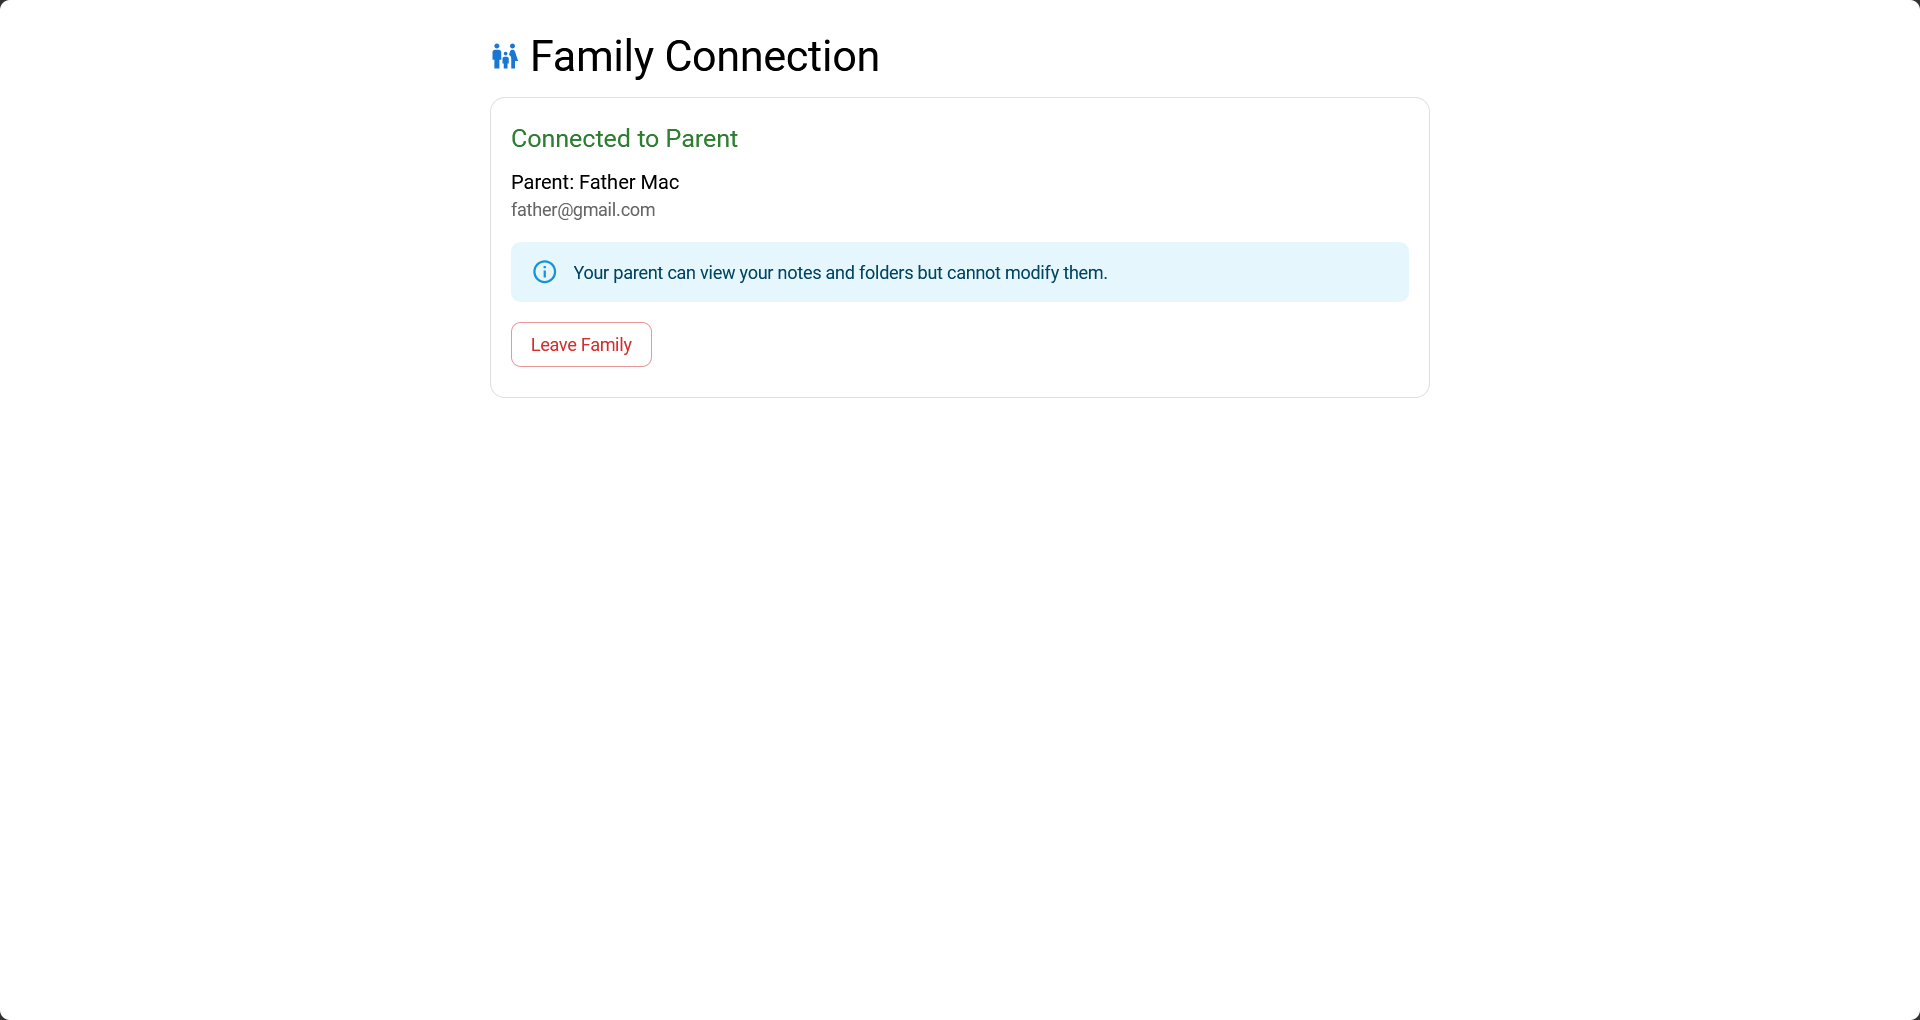 Family Connection
Connected to Parent
Parent: Father Mac
father@gmail.com
Your parent can view your notes and folders but cannot modify them.
Leave Family